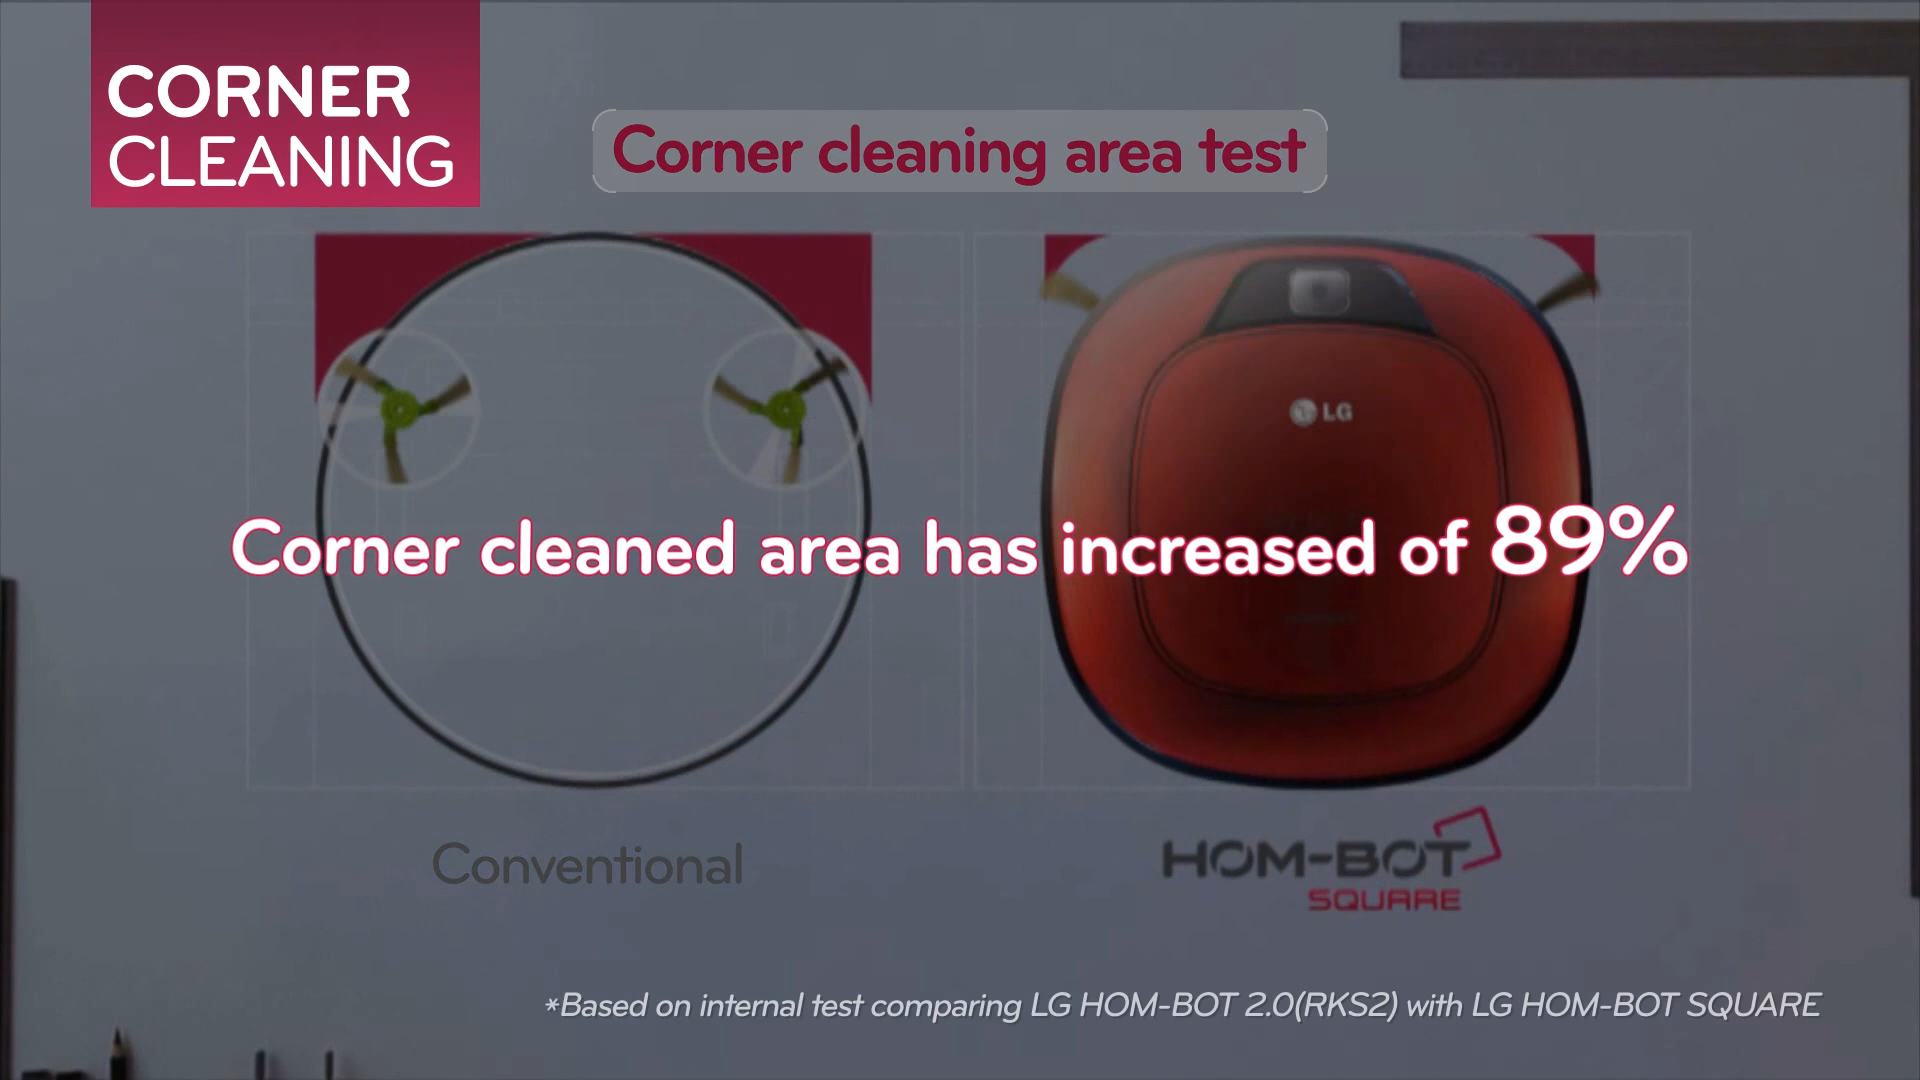 CORNER
CLEANING
Corner cleaning area test
LG
Corner cleaned area has increased of 89%
Conventional
HOM-BOT
SQUARE
*Based on internal test comparing LG HOM-BOT 2.0(RKS2) with LG HOM-BOT SQUARE